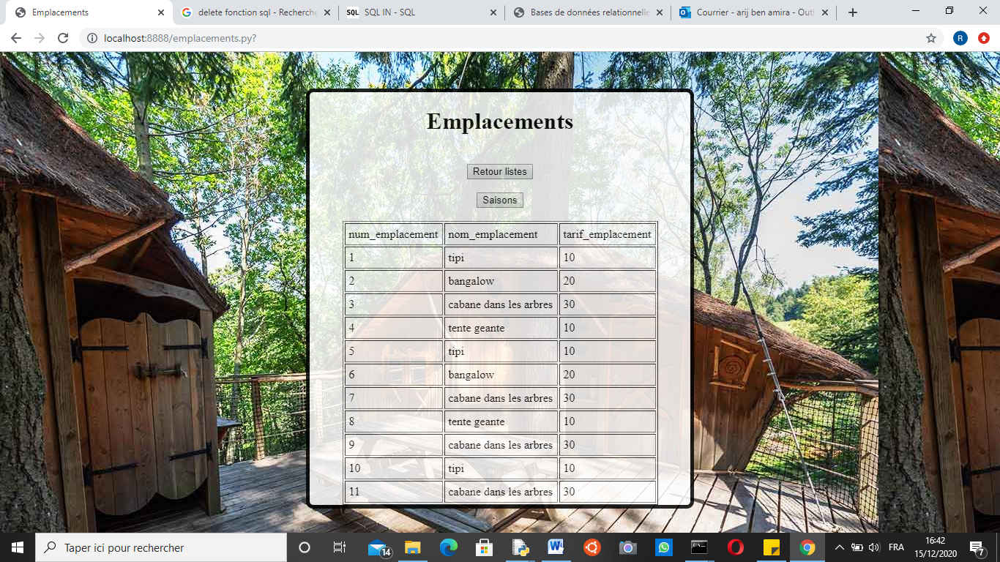 Emplacements
delete fonction sql - Recherche
SQL
SQL IN - SQL
Bases de données relationnelle
Courrier - arij ben amira - Outl
localhost:8888/emplacements.py?
R
Emplacements
Retour listes
Saisons
num_emplacement nom_emplacement tarif_emplacement
1 tipi 10
2 bangalow 20
3 cabane dans les arbres 30
4 tente geante 10
5 tipi 10
6 bangalow 20
7 cabane dans les arbres 30
8 tente geante 10
9 cabane dans les arbres 30
10 tipi 10
11 cabane dans les arbres 30
Taper ici pour rechercher
14
FRA
16:42
15/12/2020
7